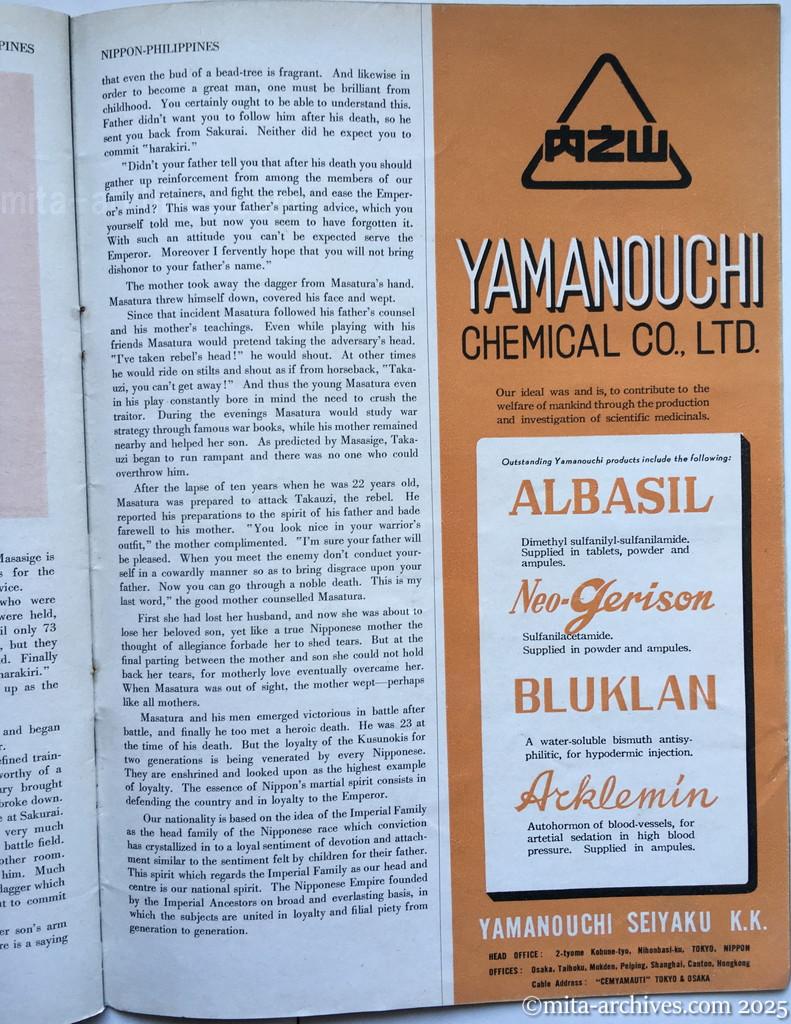 PINES
Masasige is
s for the
vice.
who were
were held,
il only 73
, but they
d. Finally
harakiri."
up as the
and began
r.
efined train-
worthy of a
ary brought
broke down.
e at Sakurai.
very much
battle field.
other room.
him. Much
dagger which
ut to commit
er son's arm
re is a saying
NIPPON-PHILIPPINES
that even the bud of a bead-tree is fragrant. And likewise in
order to become a great man, one must be brilliant from
childhood. You certainly ought to be able to understand this.
Father didn't want you to follow him after his death, so he
sent you back from Sakurai. Neither did he expect you to
commit "harakiri."
"Didn't your father tell you that after his death you should
gather up reinforcement from among the members of our
family and retainers, and fight the rebel, and ease the Emper-
or's mind? This was your father's parting advice, which you
yourself told me, but now you seem to have forgotten it.
With such an attitude you can't be expected serve the
Emperor. Moreover I fervently hope that you will not bring
dishonor to your father's name."
The mother took away the dagger from Masatura's hand.
Masatura threw himself down, covered his face and wept.
Since that incident Masatura followed his father's counsel
and his mother's teachings. Even while playing with his
friends Masatura would pretend taking the adversary's head.
"I've taken rebel's head!" he would shout. At other times
he would ride on stilts and shout as if from horseback, "Taka-
uzi, you can't get away!" And thus the young Masatura even
in his play constantly bore in mind the need to crush the
traitor. During the evenings Masatura would study war
strategy through famous war books, while his mother remained
nearby and helped her son. As predicted by Masasige, Taka-
uzi began to run rampant and there was no one who could
overthrow him.
After the lapse of ten years when he was 22 years old,
Masatura was prepared to attack Takauzi, the rebel. He
reported his preparations to the spirit of his father and bade
farewell to his mother. "You look nice in your warrior's
outfit," the mother complimented. "I'm sure your father will
be pleased. When you meet the enemy don't conduct your-
self in a cowardly manner so as to bring disgrace upon your
father. Now you can go through a noble death. This is my
last word," the good mother counselled Masatura.
First she had lost her husband, and now she was about to
lose her beloved son, yet like a true Nipponese mother the
thought of allegiance forbade her to shed tears. But at the
final parting between the mother and son she could not hold
back her tears, for motherly love eventually overcame her.
When Masatura was out of sight, the mother wept—perhaps
like all mothers.
Masatura and his men emerged victorious in battle after
battle, and finally he too met a heroic death. He was 23 at
the time of his death. But the loyalty of the Kusunokis for
two generations is being venerated by every Nipponese.
They are enshrined and looked upon as the highest example
of loyalty. The essence of Nippon's martial spirit consists in
defending the country and in loyalty to the Emperor.
Our nationality is based on the idea of the Imperial Family
as the head family of the Nipponese race which conviction
has crystallized in to a loyal sentiment of devotion and attach-
ment similar to the sentiment felt by children for their father.
This spirit which regards the Imperial Family as our head and
centre is our national spirit. The Nipponese Empire founded
by the Imperial Ancestors on broad and everlasting basis, in
which the subjects are united in loyalty and filial piety from
generation to generation.
内之山
YAMANOUCHI
CHEMICAL CO., LTD.
Our ideal was and is, to contribute to the
welfare of mankind through the production
and investigation of scientific medicinals.
Outstanding Yamanouchi products include the following:
ALBASIL
Dimethyl sulfanilyl-sulfanilamide.
Supplied in tablets, powder and
ampules.
Neo-Gerison
Sulfanilacetamide.
Supplied in powder and ampules.
BLUKLAN
A water-soluble bismuth antisy-
philitic, for hypodermic injection.
Arklemin
Autohormon of blood-vessels, for
artetial sedation in high blood
pressure. Supplied in ampules.
YAMANOUCHI SEIYAKU K.K.
HEAD OFFICE: 2-tyome Kobune-tyo, Nihonbasi-ku, TOKYO, NIPPON
OFFICES: Osaka, Taihoku, Mukden, Peiping, Shanghai, Canton, Hongkong
Cable Address: "CEMYAMAUTI" TOKYO & OSAKA
©mita-archives.com 2025